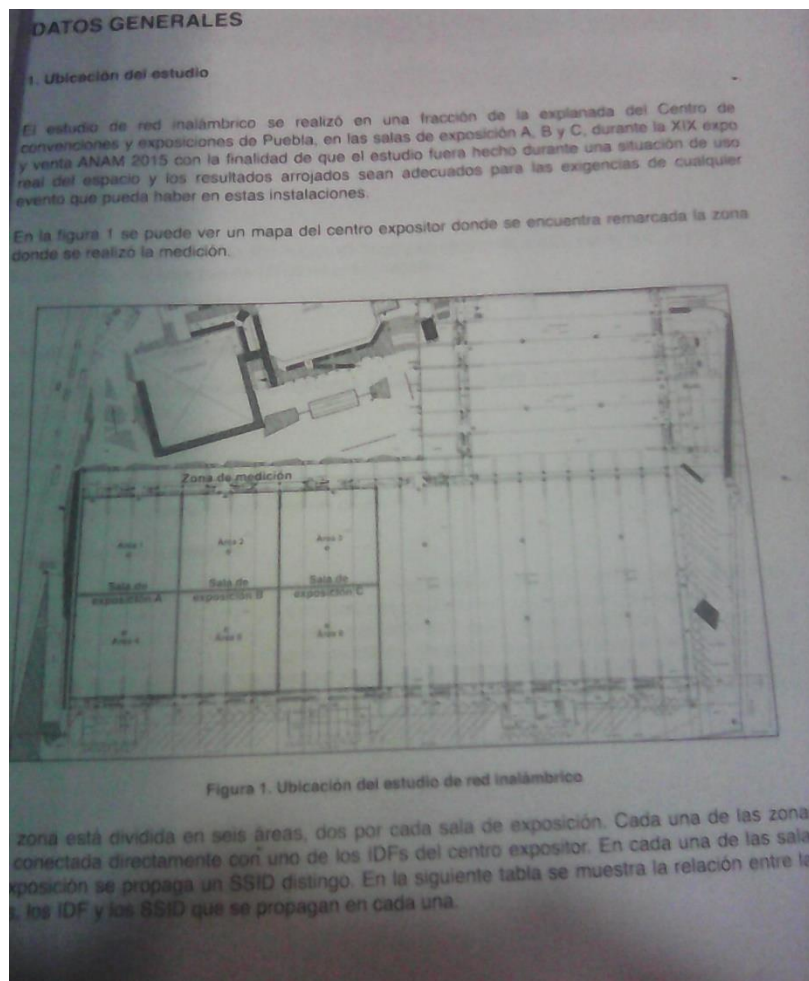 DATOS GENERALES
1. Ubicación del estudio
El estudio de red inalámbrico se realizó en una fracción de la explanada del Centro de
convenciones y exposiciones de Puebla, en las salas de exposición A, B y C, durante la XIX expo
y venta ANAM 2015 con la finalidad de que el estudio fuera hecho durante una situación de uso
real del espacio y los resultados arrojados sean adecuados para las exigencias de cualquier
evento que pueda haber en estas instalaciones.
En la figura 1 se puede ver un mapa del centro expositor donde se encuentra remarcada la zona
donde se realizó la medición.
Zona de medición
Area 1 Area 2 Area 3
Sala de Sala de Sala de
exposición A exposición B exposición C
Figura 1. Ubicación del estudio de red inalámbrico
zona está dividida en seis áreas, dos por cada sala de exposición. Cada una de las zona
conectada directamente con uno de los IDFs del centro expositor. En cada una de las sala
xposición se propaga un SSID distingo. En la siguiente tabla se muestra la relación entre la
s, los IDF y los SSID que se propagan en cada una.